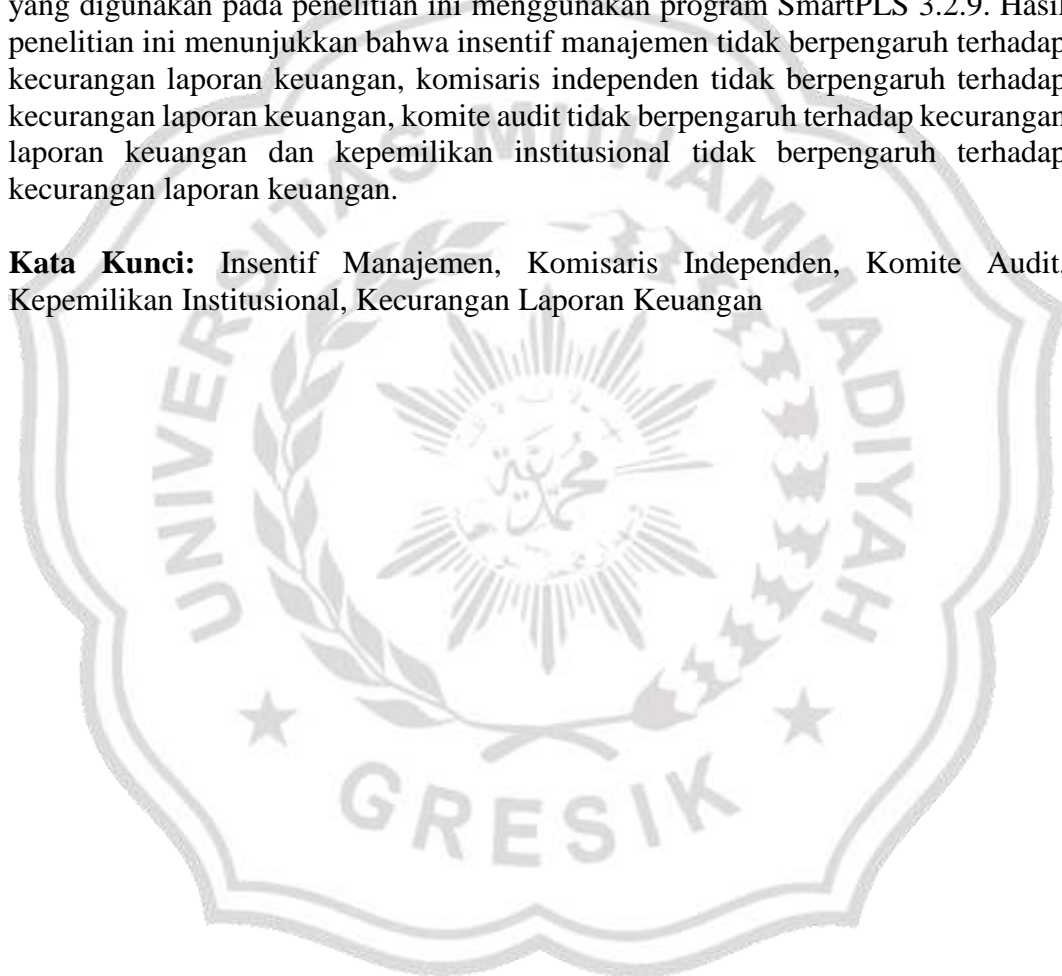 yang digunakan pada penelitian ini menggunakan program SmartPLS 3.2.9. Hasil
penelitian ini menunjukkan bahwa insentif manajemen tidak berpengaruh terhadap
kecurangan laporan keuangan, komisaris independen tidak berpengaruh terhadap
kecurangan laporan keuangan, komite audit tidak berpengaruh terhadap kecurangan
laporan keuangan dan kepemilikan institusional tidak berpengaruh terhadap
kecurangan laporan keuangan.
Kata Kunci: Insentif Manajemen, Komisaris Independen, Komite Audit,
Kepemilikan Institusional, Kecurangan Laporan Keuangan
UNIVERSITAS MUHAMMADIYAH
GRESIK